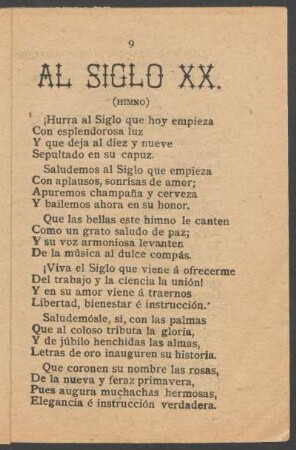 9
AL SIGLO XX.
(HIMNO)
¡Hurra al Siglo que hoy empieza
Con esplendorosa luz
Y que deja al diez y nueve
Sepultado en su capuz.
Saludemos al Siglo que empieza
Con aplausos, sonrisas de amor;
Apuremos champaña y cerveza
Y bailemos ahora en su honor.
Que las bellas este himno le canten
Como un grato saludo de paz;
Y su voz armoniosa levanten
De la música al dulce compás.
¡Viva el Siglo que viene á ofrecerme
Del trabajo y la ciencia la unión!
Y en su amor viene á traernos
Libertad, bienestar é instrucción.
Saludemósle, si, con las palmas
Que al coloso tributa la gloria,
Y de júbilo henchidas las almas,
Letras de oro inauguren su historia.
Que coronen su nombre las rosas,
De la nueva y feraz primavera,
Pues augura muchachas hermosas,
Elegancia é instrucción verdadera.